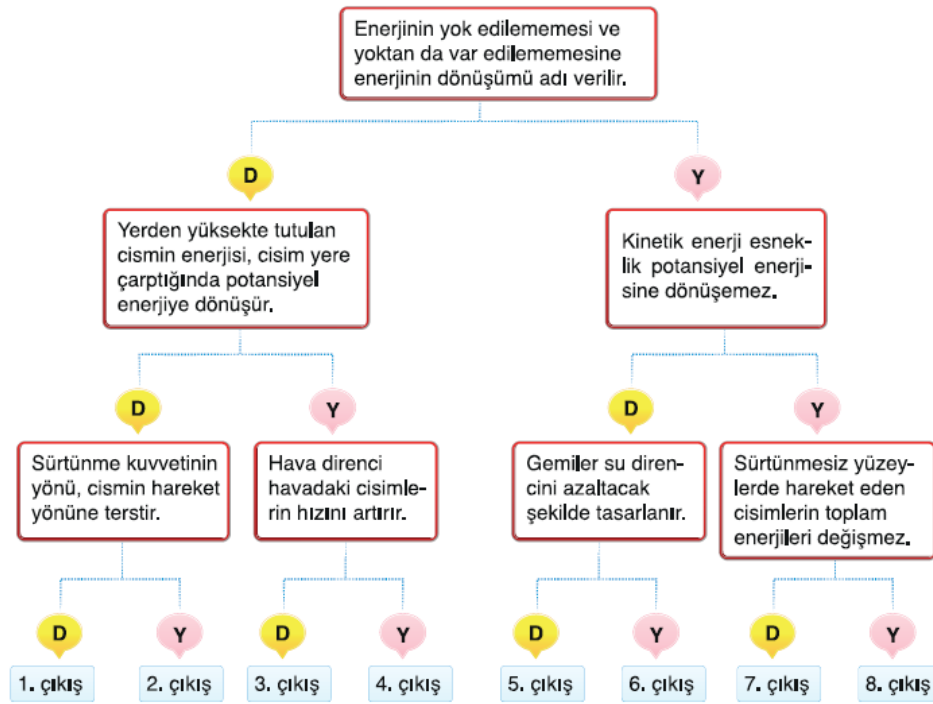 Enerjinin yok edilememesi ve
yoktan da var edilememesine
enerjinin dönüşümü adı verilir.
D
Y
Yerden yüksekte tutulan
cismin enerjisi, cisim yere
çarptığında potansiyel
enerjiye dönüşür.
Kinetik enerji esnek-
lik potansiyel enerji-
sine dönüşemez.
D
Y
D
Y
Sürtünme kuvvetinin
yönü, cismin hareket
yönüne terstir.
Hava direnci
havadaki cisimle-
rin hızını artırır.
Gemiler su diren-
cini azaltacak
şekilde tasarlanır.
Sürtünmesiz yüzey-
lerde hareket eden
cisimlerin toplam
enerjileri değişmez.
D
Y
D
Y
D
Y
D
Y
1. çıkış
2. çıkış
3. çıkış
4. çıkış
5. çıkış
6. çıkış
7. çıkış
8. çıkış